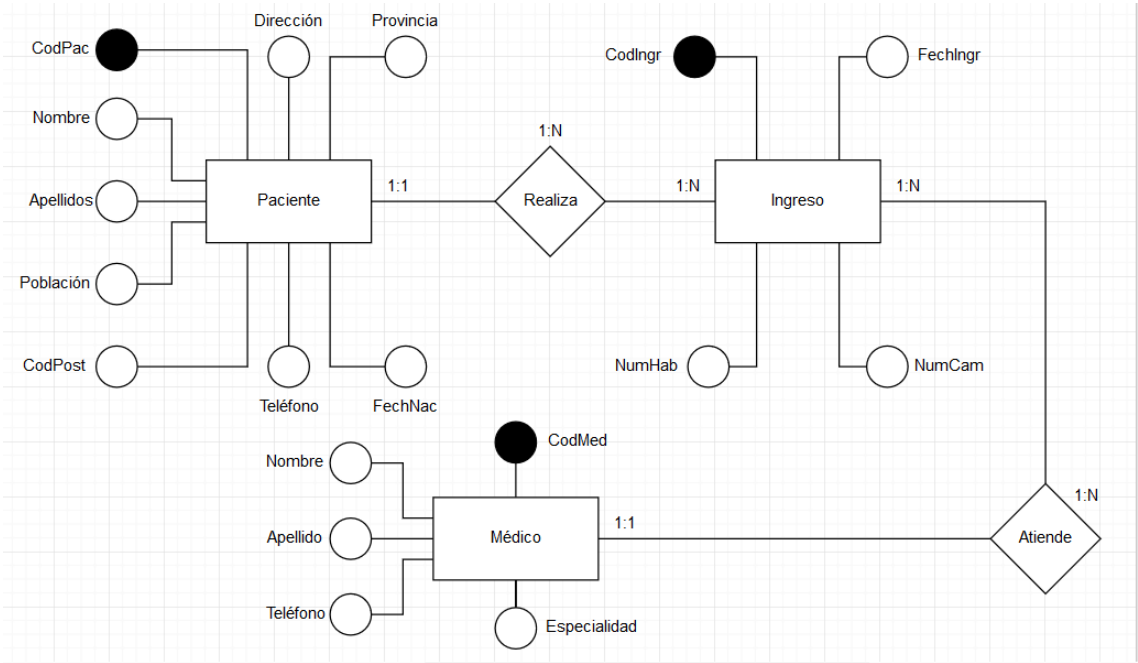 Dirección
Provincia
CodPac
CodIngr
FechIngr
Nombre
1:N
Paciente
1:1
Realiza
1:N
Ingreso
1:N
Apellidos
Población
CodPost
Teléfono
FechNac
NumHab
NumCam
CodMed
Nombre
1:N
Médico
1:1
Atiende
Apellido
Teléfono
Especialidad